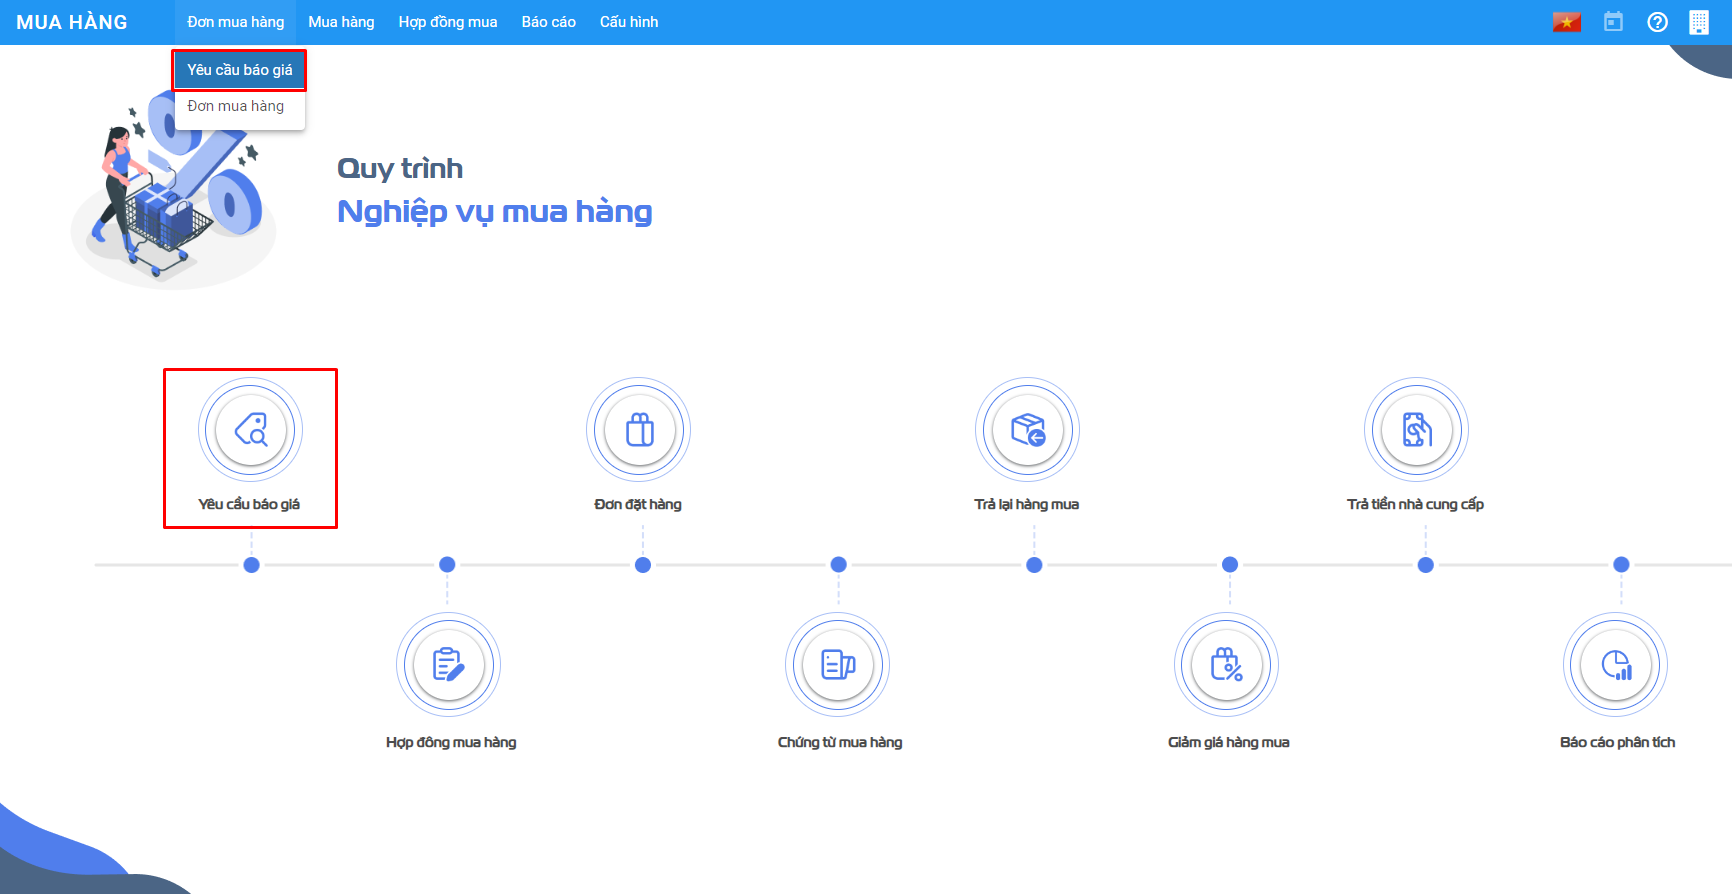 MUA HÀNG
Đơn mua hàng
Mua hàng
Hợp đồng mua
Báo cáo
Cấu hình
Yêu cầu báo giá
Đơn mua hàng
Quy trình
Nghiệp vụ mua hàng
Yêu cầu báo giá
Đơn đặt hàng
Trả lại hàng mua
Trả tiền nhà cung cấp
Hợp đông mua hàng
Chứng từ mua hàng
Giảm giá hàng mua
Báo cáo phân tích